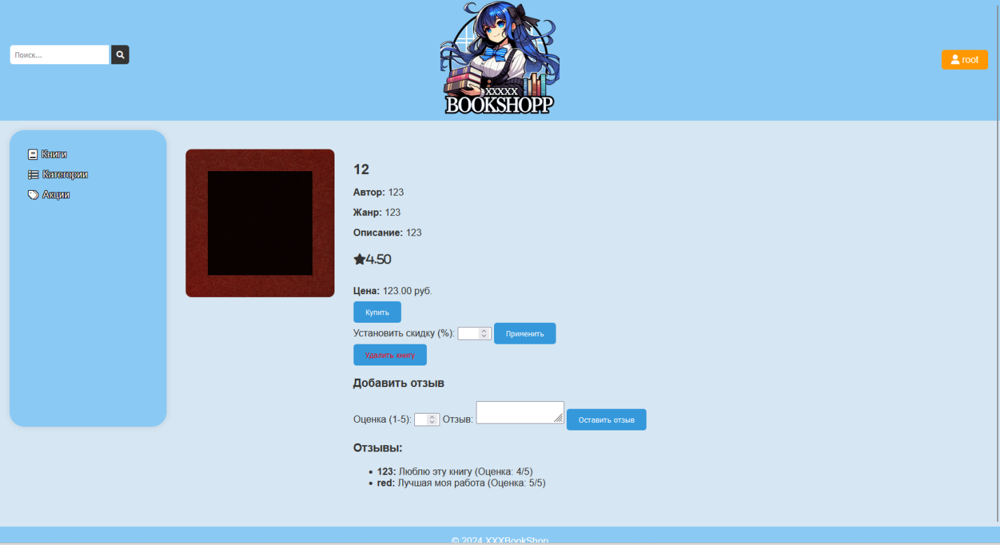 Поиск...
XXXXX
BOOKSHOPP
root
Книги
Категории
Акции
12
Автор: 123
Жанр: 123
Описание: 123
4.50
Цена: 123.00 руб.
Купить
Установить скидку (%): Применить
Удалить книгу
Добавить отзыв
Оценка (1-5): Отзыв: Оставить отзыв
Отзывы:
123: Люблю эту книгу (Оценка: 4/5)
red: Лучшая моя работа (Оценка: 5/5)
© 2024 XXXBookShop